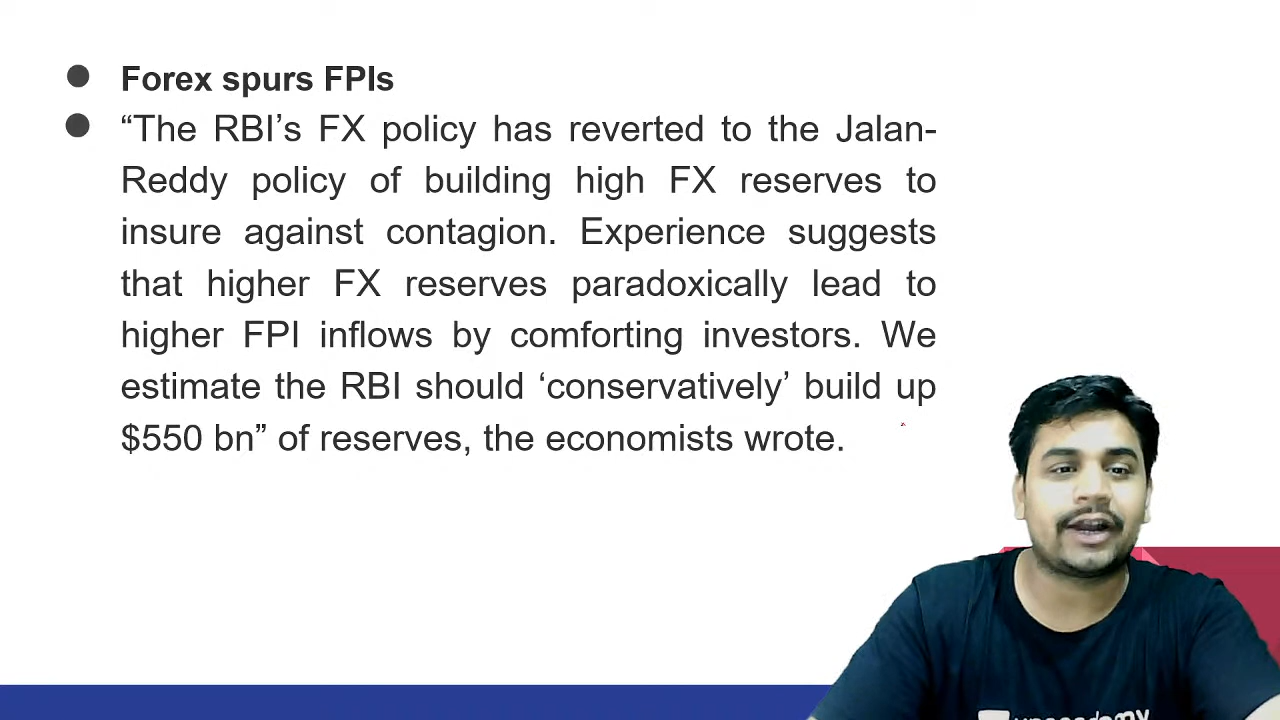 Forex spurs FPIs
“The RBI’s FX policy has reverted to the Jalan-
Reddy policy of building high FX reserves to
insure against contagion. Experience suggests
that higher FX reserves paradoxically lead to
higher FPI inflows by comforting investors. We
estimate the RBI should ‘conservatively’ build up
$550 bn” of reserves, the economists wrote.